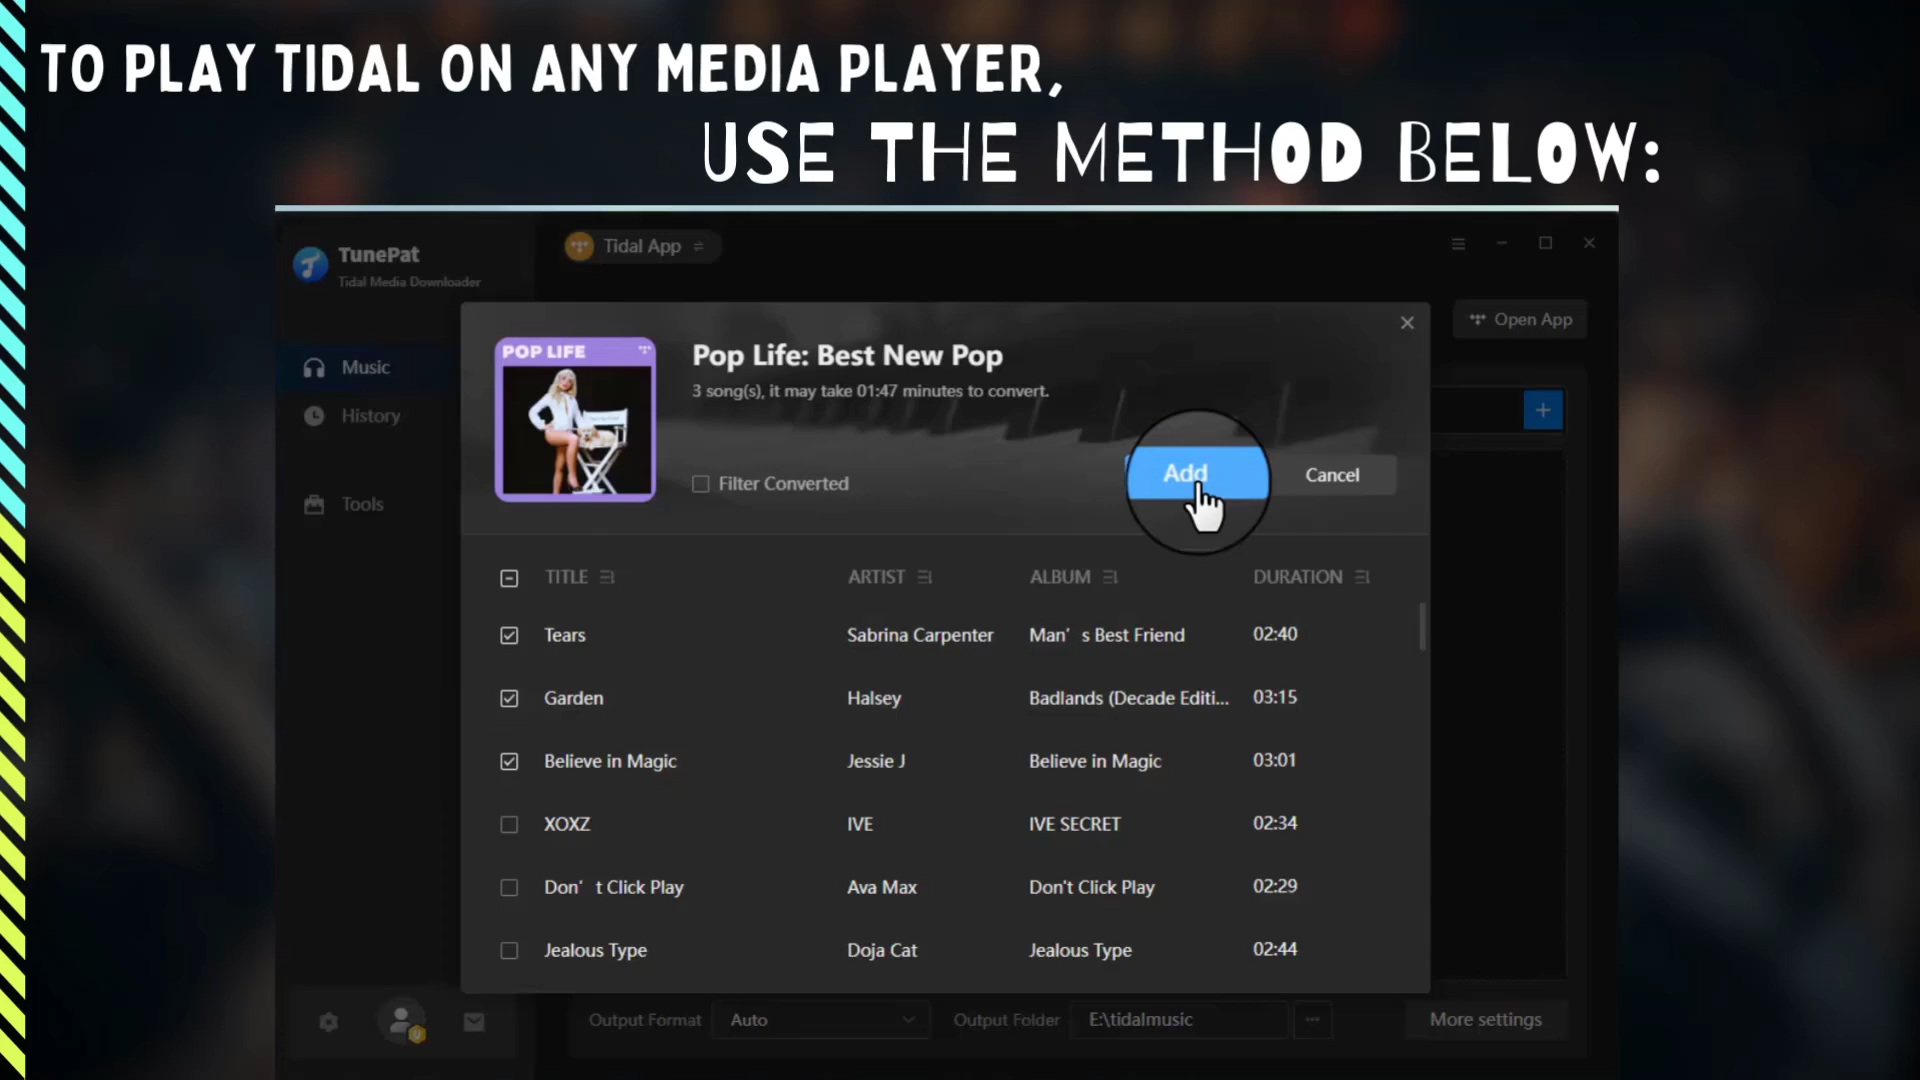 TO PLAY TIDAL ON ANY MEDIA PLAYER,
USE THE METHOD BELOW:
TunePat
Tidal Media Downloader
Tidal App
Open App
Music
History
Tools
POP LIFE
Pop Life: Best New Pop
3 song(s), it may take 01:47 minutes to convert.
Filter Converted
Add
Cancel
TITLE ARTIST ALBUM DURATION
Tears Sabrina Carpenter Man’ s Best Friend 02:40
Garden Halsey Badlands (Decade Editi... 03:15
Believe in Magic Jessie J Believe in Magic 03:01
XOXZ IVE IVE SECRET 02:34
Don’ t Click Play Ava Max Don't Click Play 02:29
Jealous Type Doja Cat Jealous Type 02:44
Output Format Auto Output Folder E:\tidalmusic ... More settings